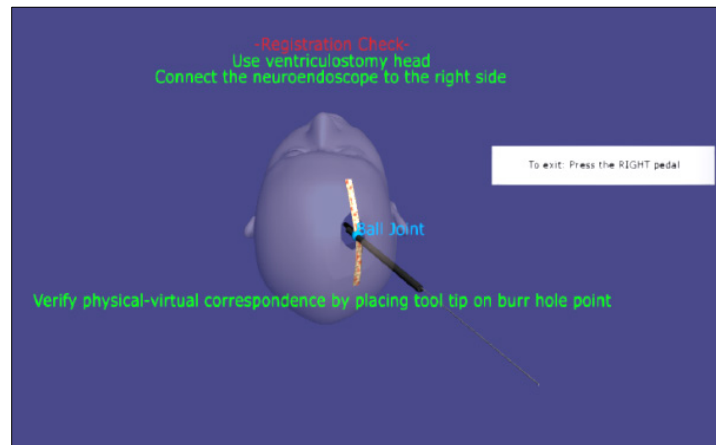 -Registration Check-
Use ventriculostomy head
Connect the neuroendoscope to the right side
To exit: Press the RIGHT pedal
Ball Joint
Verify physical-virtual correspondence by placing tool tip on burr hole point